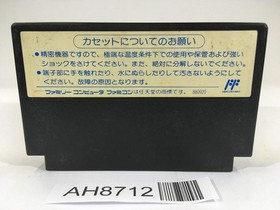 カセットについてのお願い
●精密機器ですので、極端な温度条件下での使用や保管および強い
ショックをさけてください。また、絶対に分解しないでください。
●端子部に手を触れたり、水にぬらしたりして汚さないようにして
ください。故障の原因となります。
ファミリーコンピュータ ファミコンは任天堂の商標です。
AH8712